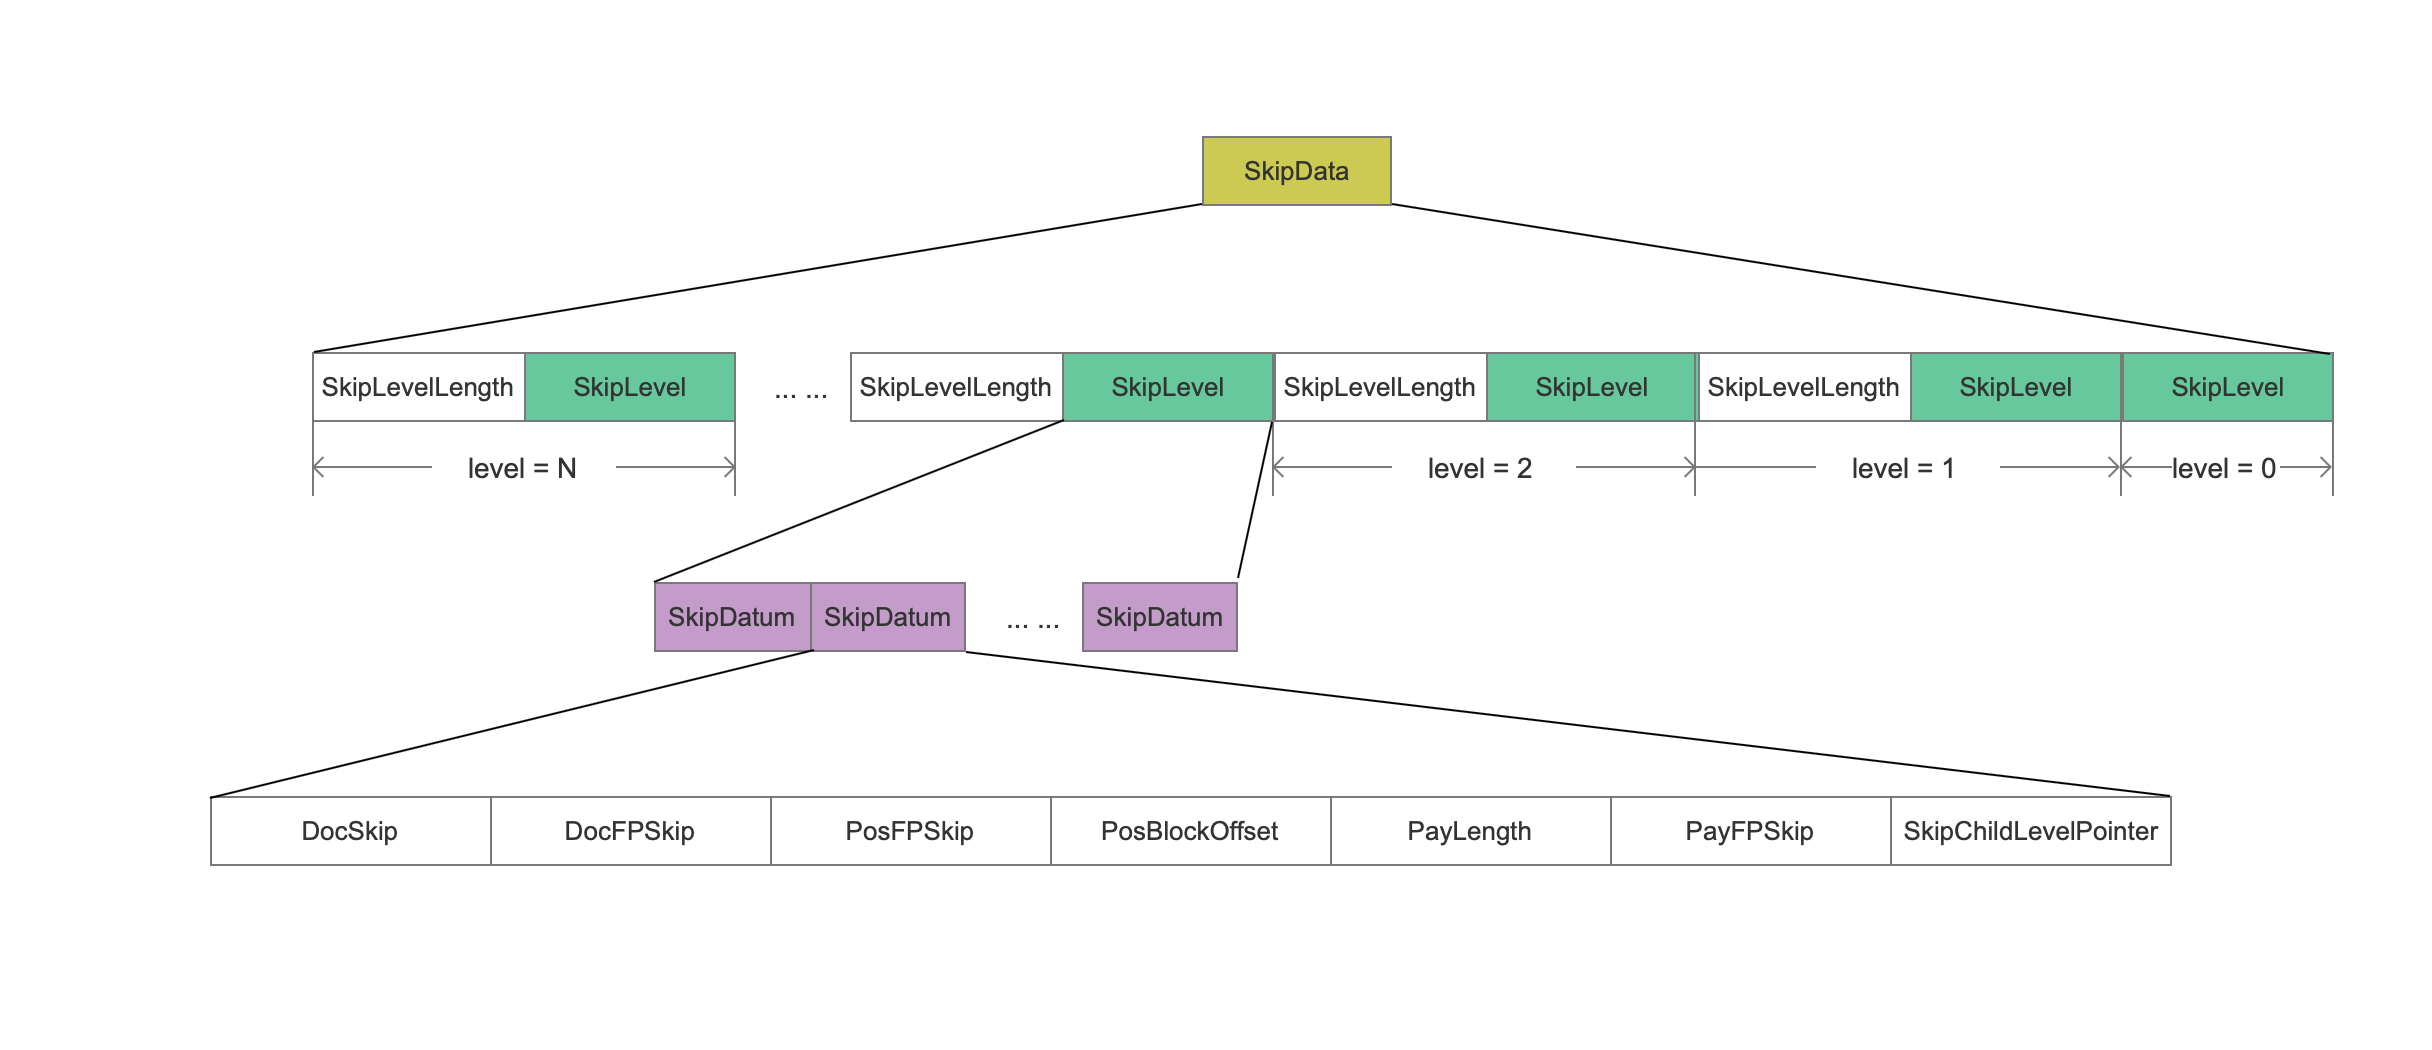 SkipData
SkipLevelLength SkipLevel ... ... SkipLevelLength SkipLevel SkipLevelLength SkipLevel SkipLevelLength SkipLevel SkipLevel
level = N level = 2 level = 1 level = 0
SkipDatum SkipDatum ... ... SkipDatum
DocSkip DocFPSkip PosFPSkip PosBlockOffset PayLength PayFPSkip SkipChildLevelPointer